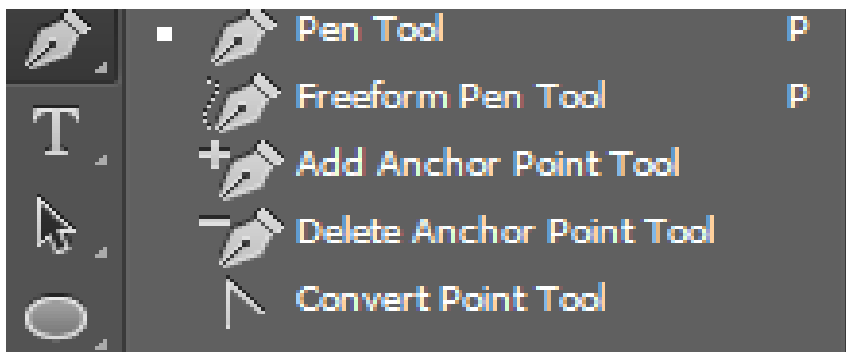 Pen Tool P
Freeform Pen Tool P
T
Add Anchor Point Tool
Delete Anchor Point Tool
Convert Point Tool